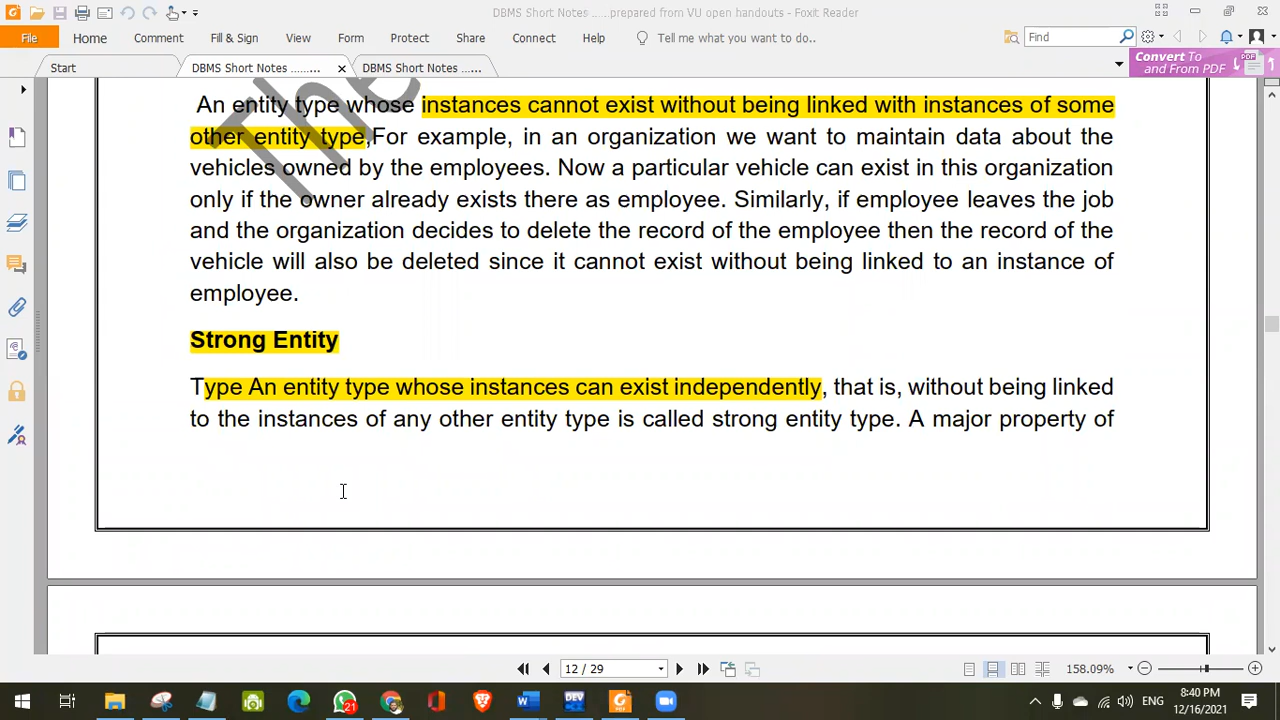 DBMS Short Notes ......prepared from VU open handouts - Foxit Reader
File Home Comment Fill & Sign View Form Protect Share Connect Help Tell me what you want to do.. Find
Start DBMS Short Notes ......... DBMS Short Notes ......... Convert To
and From PDF
The
An entity type whose instances cannot exist without being linked with instances of some
other entity type,For example, in an organization we want to maintain data about the
vehicles owned by the employees. Now a particular vehicle can exist in this organization
only if the owner already exists there as employee. Similarly, if employee leaves the job
and the organization decides to delete the record of the employee then the record of the
vehicle will also be deleted since it cannot exist without being linked to an instance of
employee.
Strong Entity
Type An entity type whose instances can exist independently, that is, without being linked
to the instances of any other entity type is called strong entity type. A major property of
12 / 29 158.09%
21 ENG 8:40 PM
12/16/2021